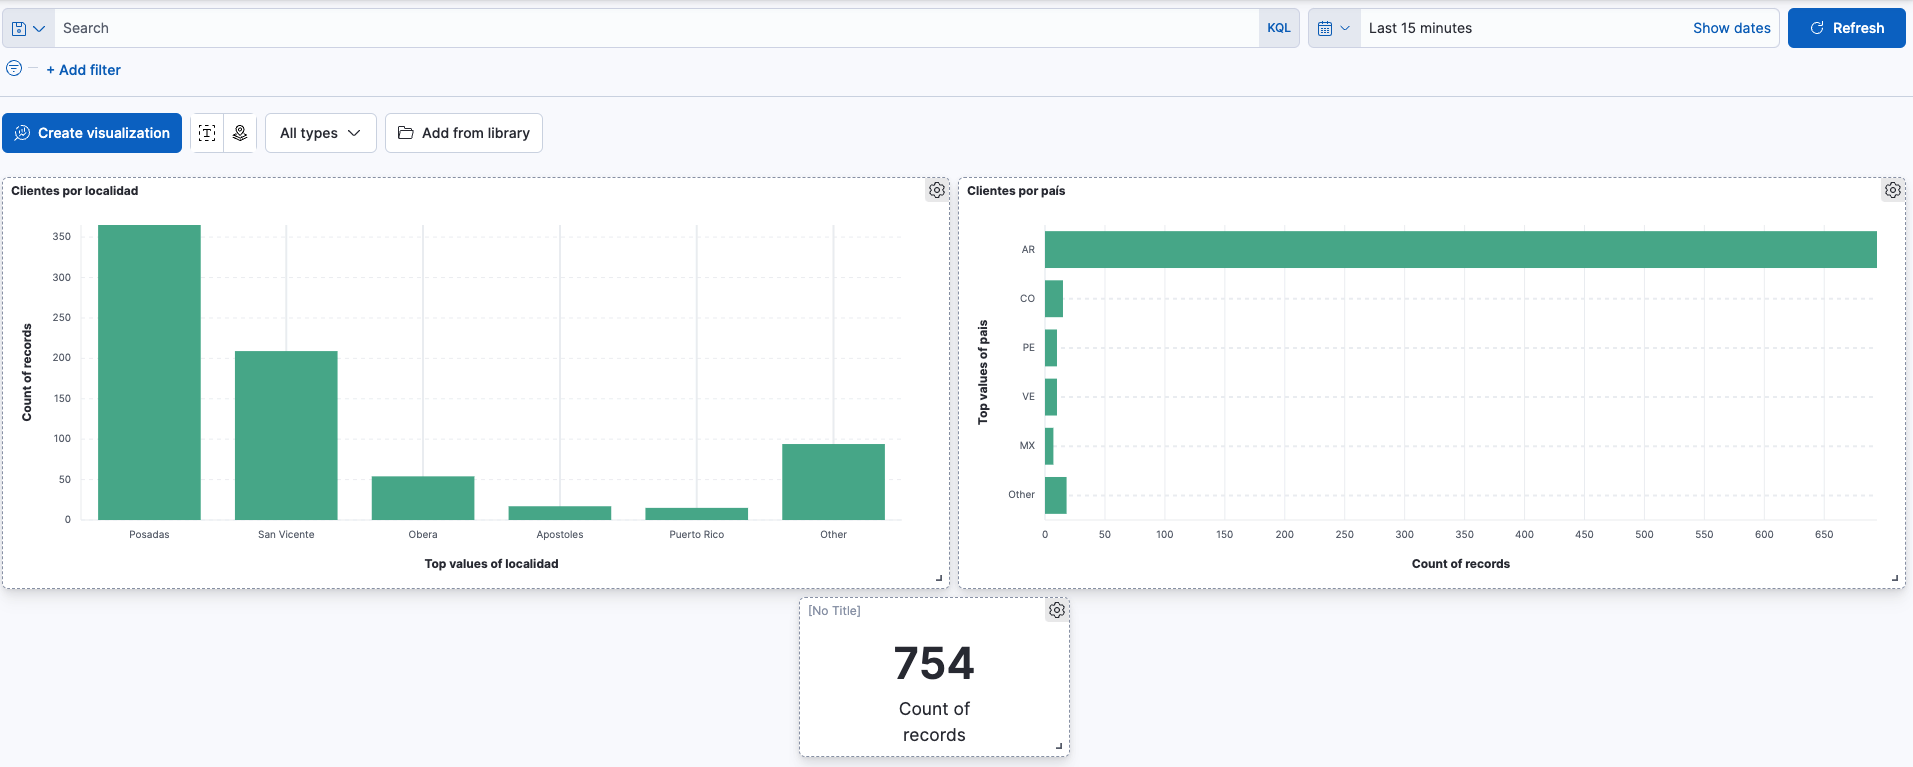 Search
KQL
Last 15 minutes
Show dates
Refresh
+ Add filter
Create visualization
All types
Add from library
Clientes por localidad
350
300
250
200
150
100
50
0
Count of records
Posadas
San Vicente
Obera
Apostoles
Puerto Rico
Other
Top values of localidad
Clientes por país
AR
CO
PE
VE
MX
Other
Top values of pais
0
50
100
150
200
250
300
350
400
450
500
550
600
650
Count of records
[No Title]
754
Count of
records